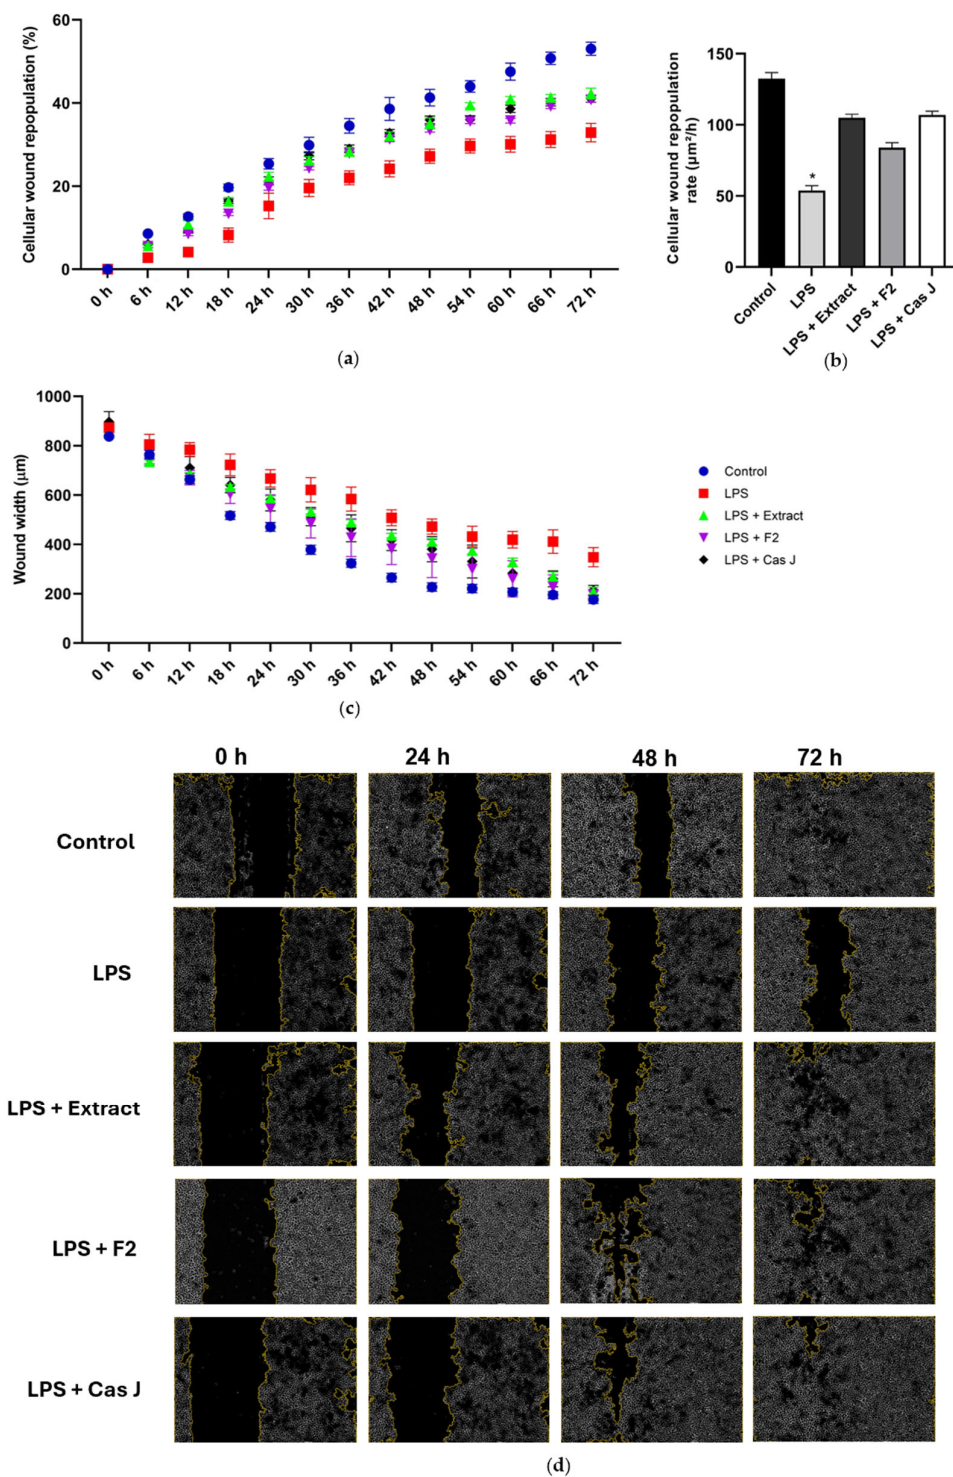 Cellular wound repopulation (%)
60
40
20
0
0 h
6 h
12 h
18 h
24 h
30 h
36 h
42 h
48 h
54 h
60 h
66 h
72 h
(a)
Cellular wound repopulation
rate (µm²/h)
150
100
50
0
*
Control
LPS
LPS + Extract
LPS + F2
LPS + Cas J
(b)
Wound width (µm)
1000
800
600
400
200
0
0 h
6 h
12 h
18 h
24 h
30 h
36 h
42 h
48 h
54 h
60 h
66 h
72 h
(c)
Control
LPS
LPS + Extract
LPS + F2
LPS + Cas J
0 h 24 h 48 h 72 h
Control
LPS
LPS + Extract
LPS + F2
LPS + Cas J
(d)